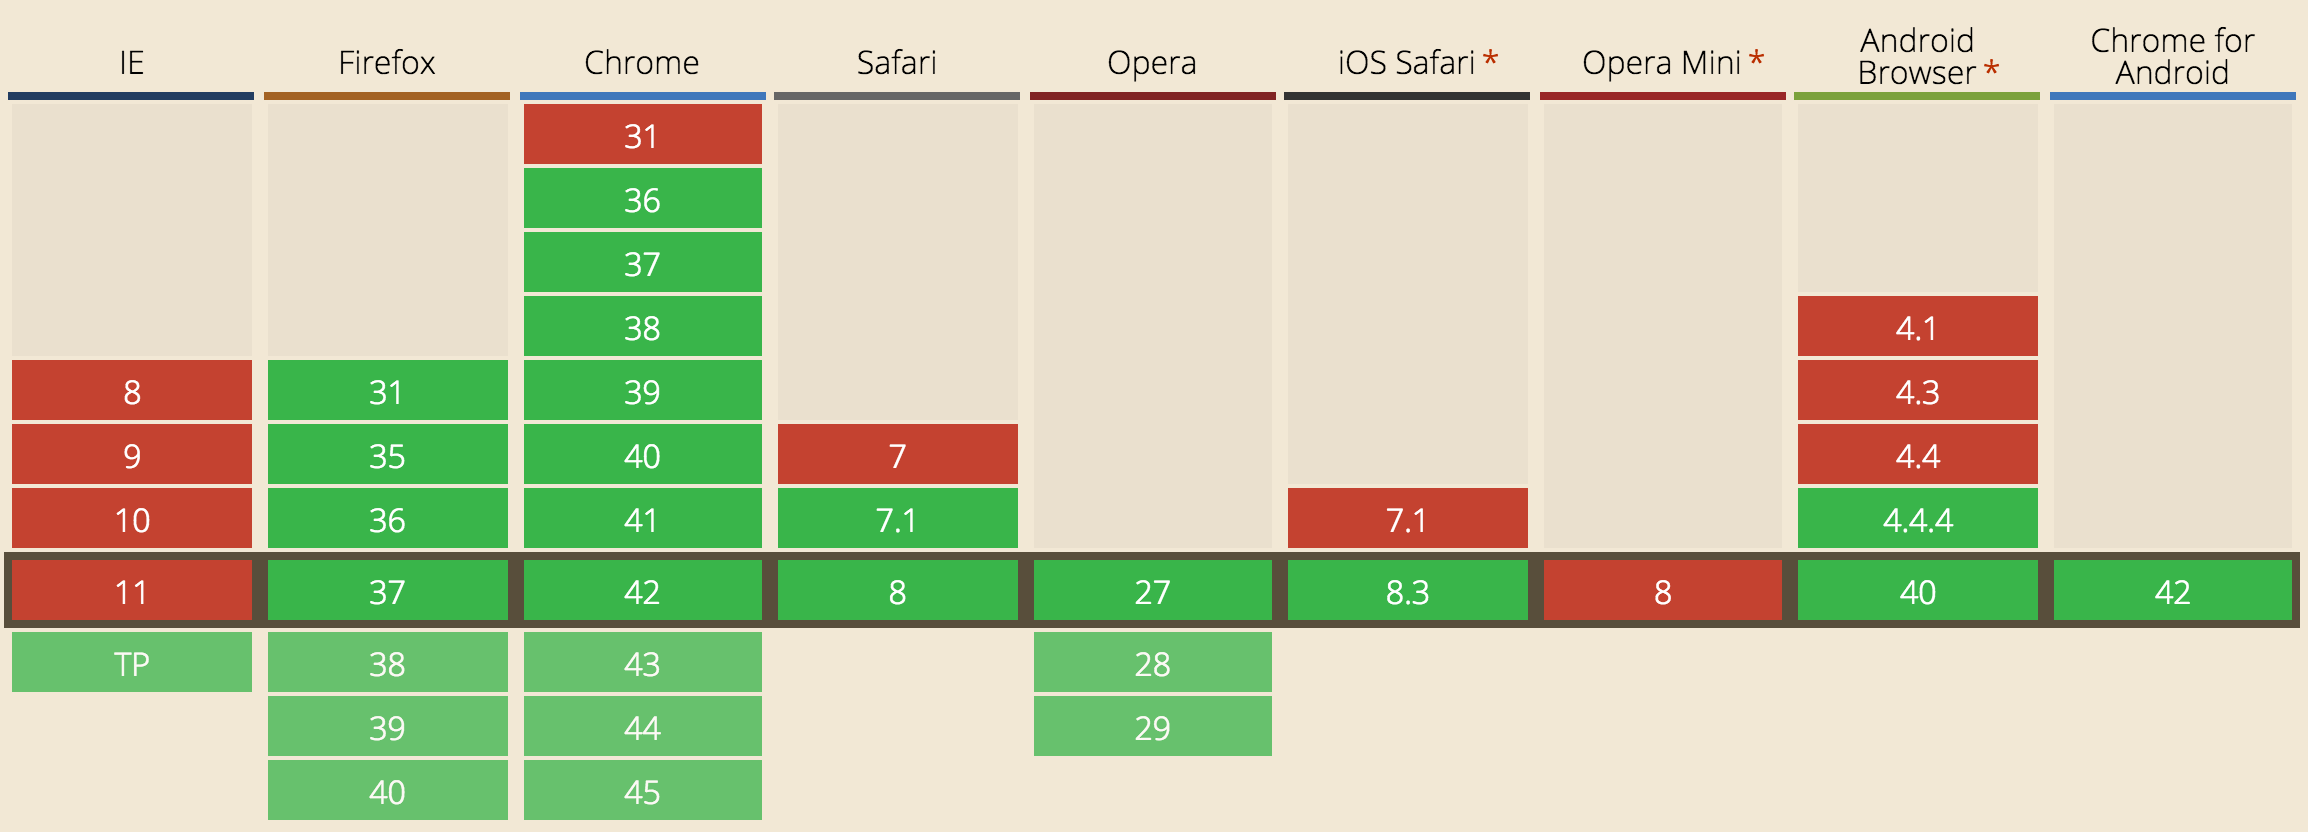 IE Firefox Chrome Safari Opera iOS Safari * Opera Mini * Android Browser * Chrome for Android
31
36
37
38 4.1
8 31 39 4.3
9 35 40 7 4.4
10 36 41 7.1 7.1 4.4.4
11 37 42 8 27 8.3 8 40 42
TP 38 43 28
39 44 29
40 45